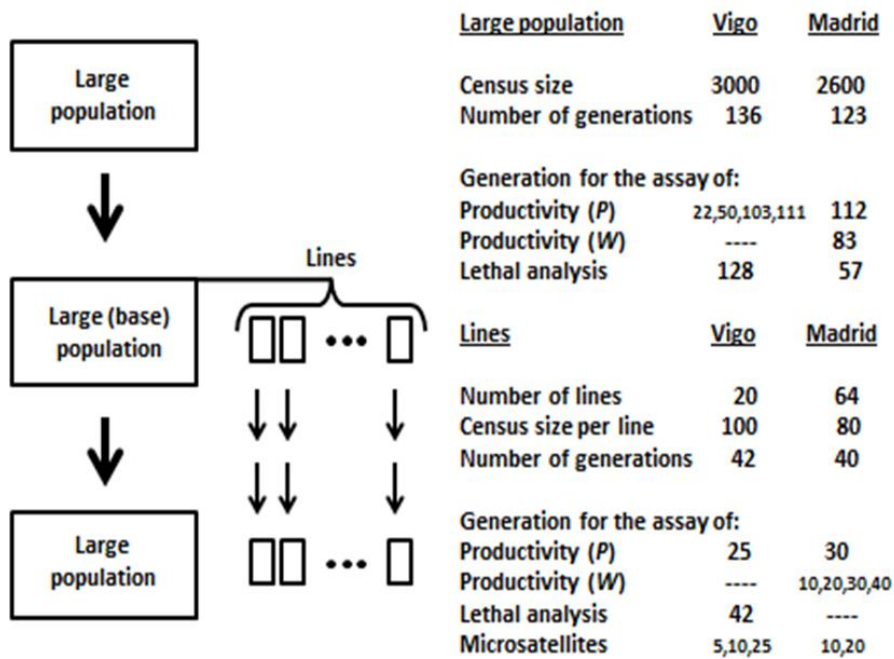 Large
population
Large (base)
population
Large
population
Lines
Large population Vigo Madrid
Census size 3000 2600
Number of generations 136 123
Generation for the assay of:
Productivity (P) 22,50,103,111 112
Productivity (W) ---- 83
Lethal analysis 128 57
Lines Vigo Madrid
Number of lines 20 64
Census size per line 100 80
Number of generations 42 40
Generation for the assay of:
Productivity (P) 25 30
Productivity (W) ---- 10,20,30,40
Lethal analysis 42 ----
Microsatellites 5,10,25 10,20